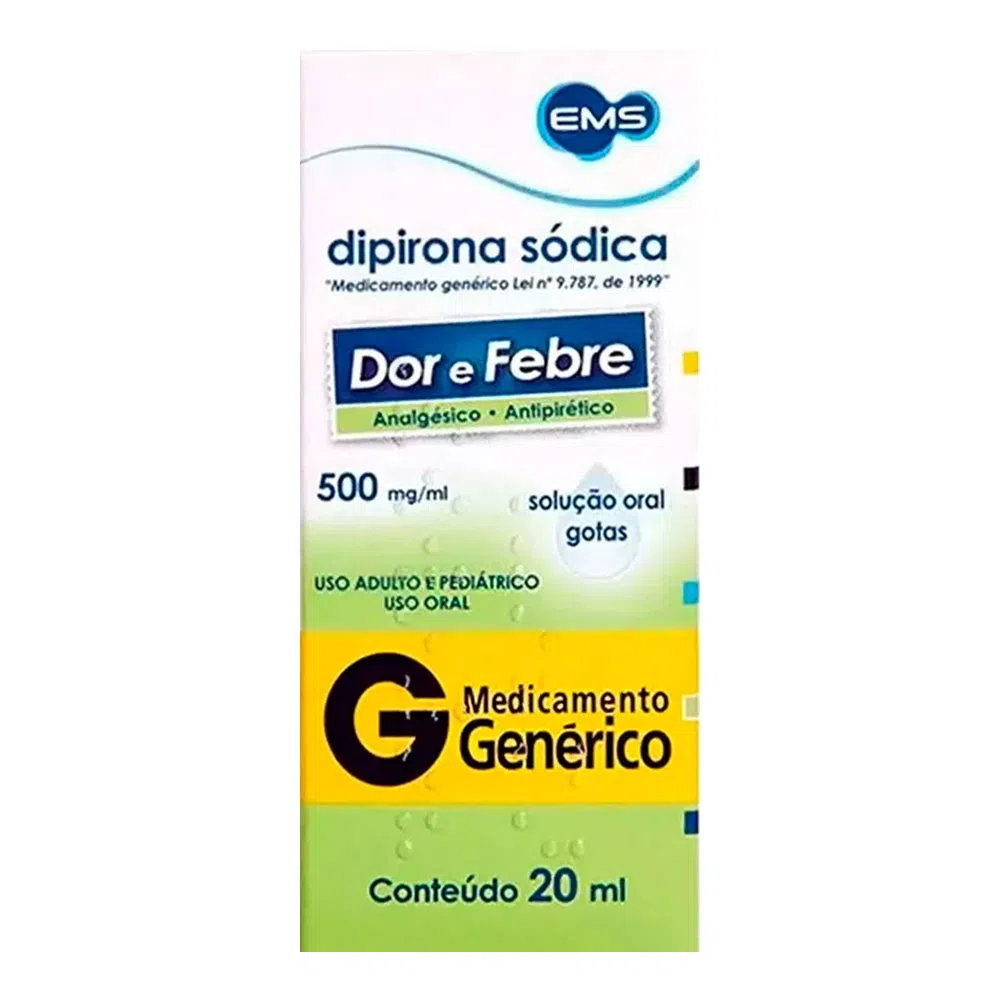 EMS
dipirona sódica
"Medicamento genérico Lei nº 9.787, de 1999"
Dor e Febre
Analgésico • Antipirético
500 mg/ml
solução oral
gotas
USO ADULTO E PEDIÁTRICO
USO ORAL
G
Medicamento
Genérico
Conteúdo 20 ml